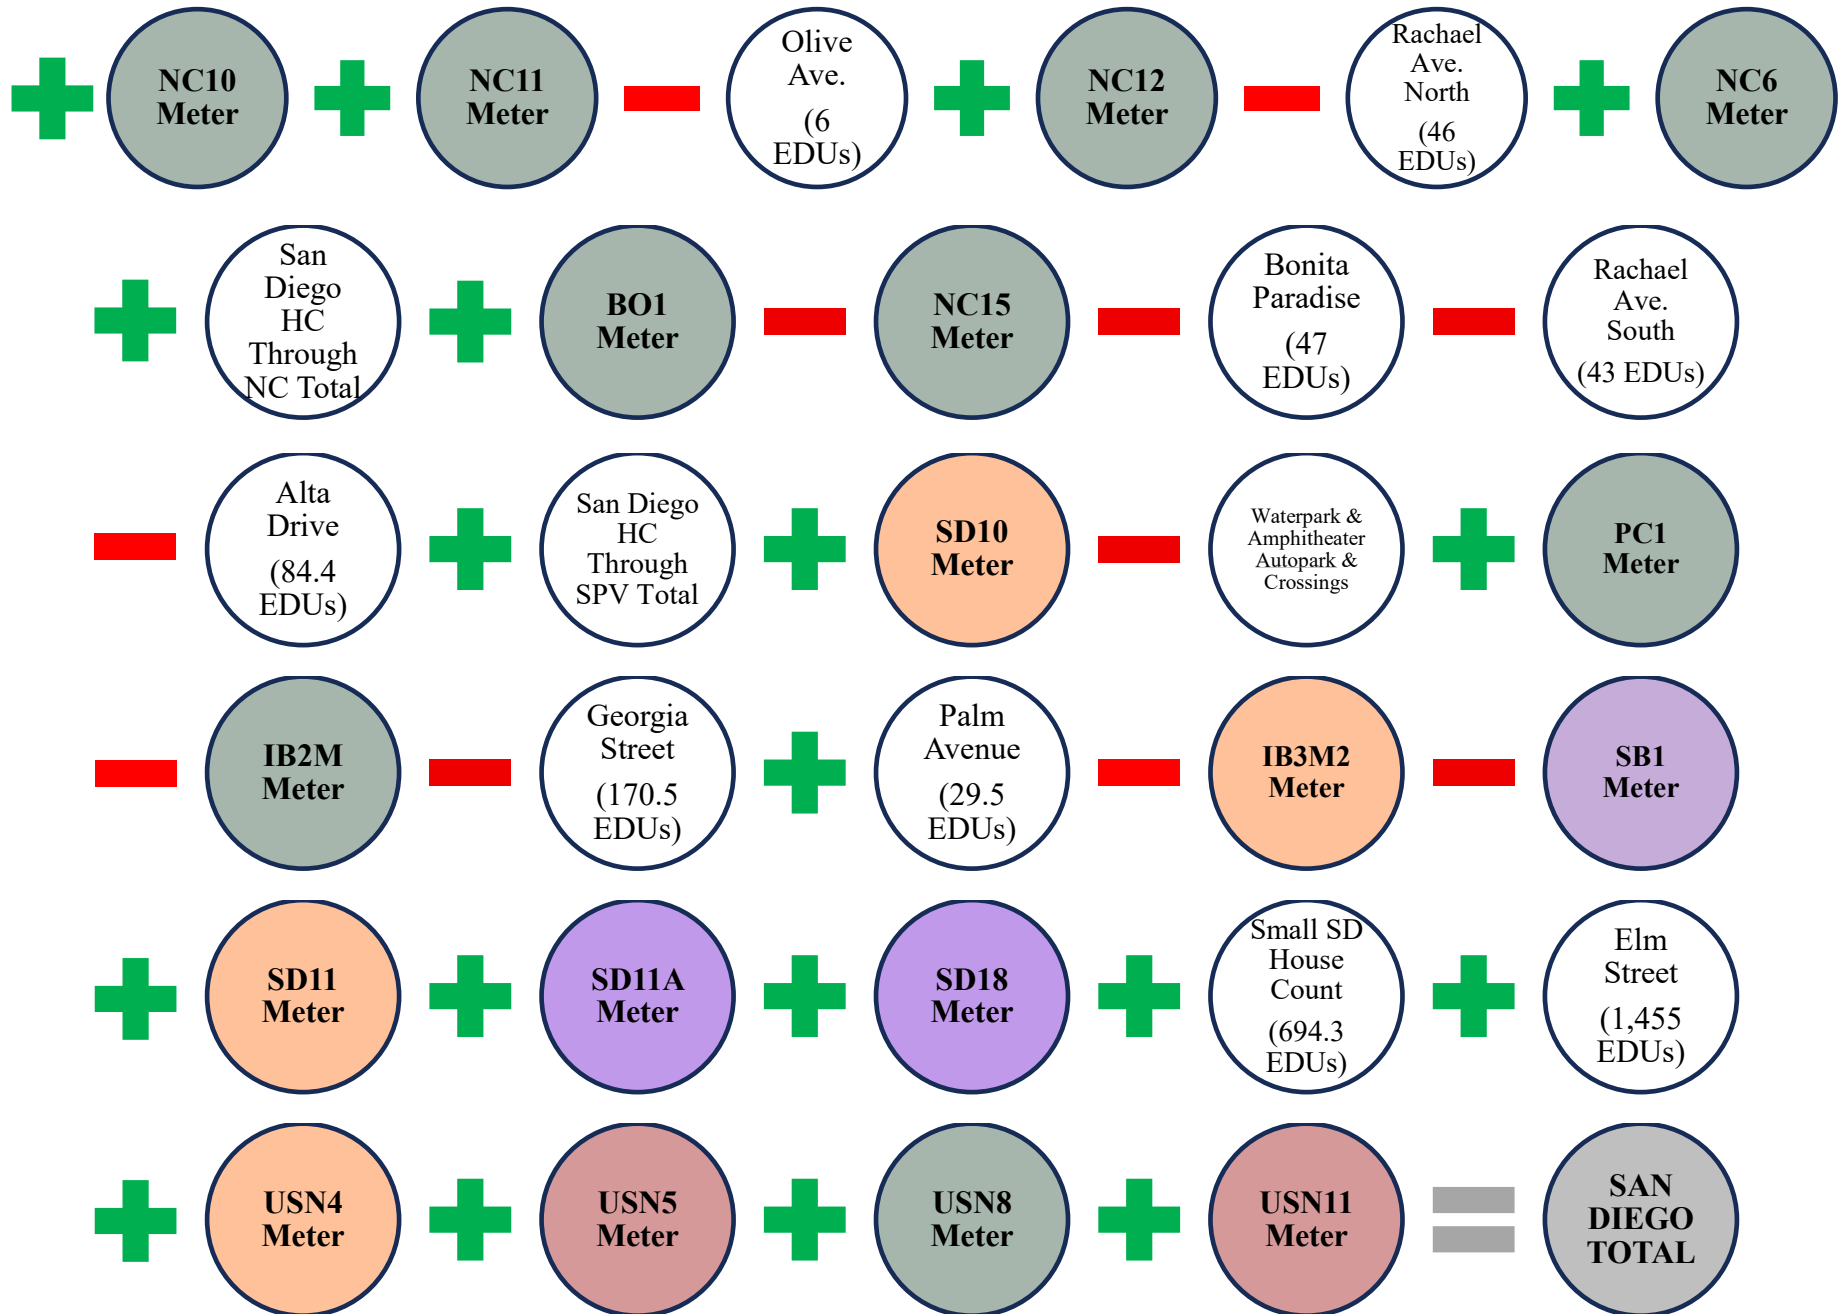 NC10
Meter
NC11
Meter
Olive
Ave.
(6
EDUs)
NC12
Meter
Rachael
Ave.
North
(46
EDUs)
NC6
Meter
San
Diego
HC
Through
NC Total
BO1
Meter
NC15
Meter
Bonita
Paradise
(47
EDUs)
Rachael
Ave.
South
(43 EDUs)
Alta
Drive
(84.4
EDUs)
San Diego
HC
Through
SPV Total
SD10
Meter
Waterpark &
Amphitheater
Autopark &
Crossings
PC1
Meter
IB2M
Meter
Georgia
Street
(170.5
EDUs)
Palm
Avenue
(29.5
EDUs)
IB3M2
Meter
SB1
Meter
SD11
Meter
SD11A
Meter
SD18
Meter
Small SD
House
Count
(694.3
EDUs)
Elm
Street
(1,455
EDUs)
USN4
Meter
USN5
Meter
USN8
Meter
USN11
Meter
SAN
DIEGO
TOTAL